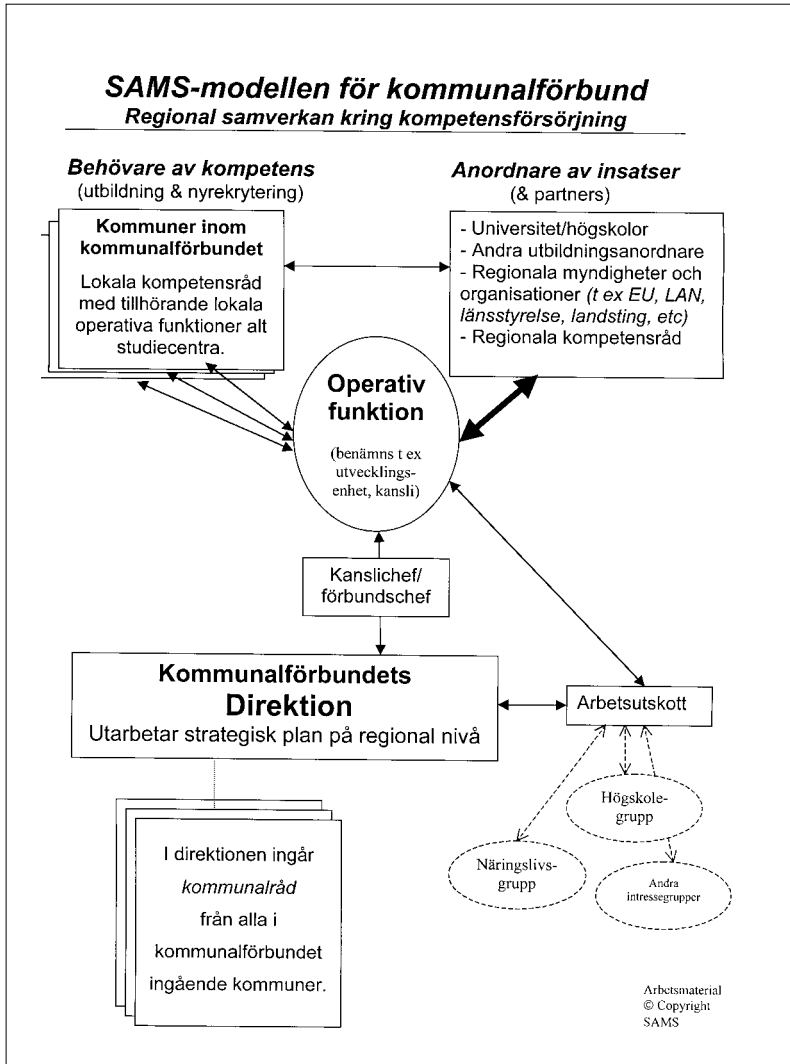 SAMS-modellen för kommunalförbund
Regional samverkan kring kompetensförsörjning
Behövare av kompetens
(utbildning & nyrekrytering)
Kommuner inom
kommunalförbundet
Lokala kompetensråd
med tillhörande lokala
operativa funktioner alt
studiecentra.
Anordnare av insatser
(& partners)
- Universitet/högskolor
- Andra utbildningsanordnare
- Regionala myndigheter och
organisationer (t ex EU, LAN,
länsstyrelse, landsting, etc)
- Regionala kompetensråd
Operativ
funktion
(benämns t ex
utvecklings-
enhet, kansli)
Kanslichef/
förbundschef
Kommunalförbundets
Direktion
Utarbetar strategisk plan på regional nivå
Arbetsutskott
Högskole-
grupp
Näringslivs-
grupp
Andra
intressegrupper
I direktionen ingår
kommunalråd
från alla i
kommunalförbundet
ingående kommuner.
Arbetsmaterial
© Copyright
SAMS